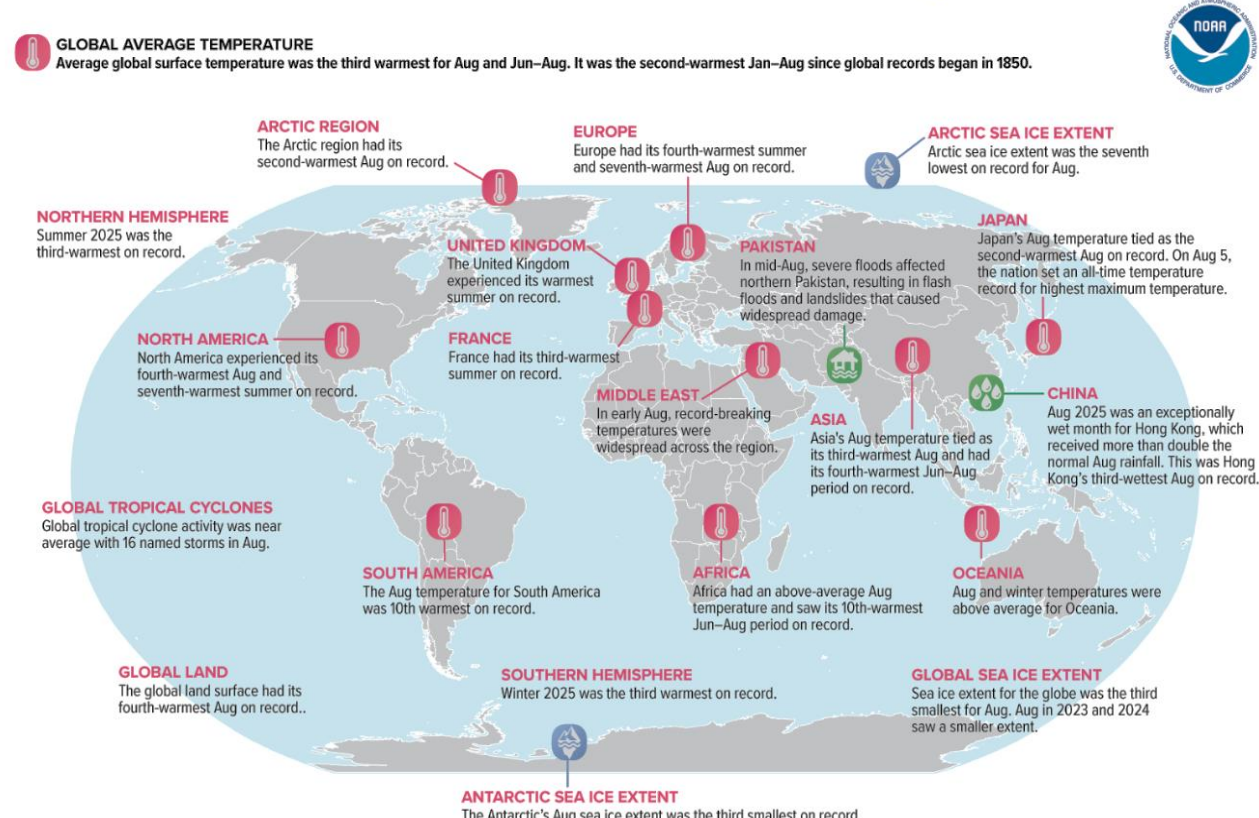 GLOBAL AVERAGE TEMPERATURE
Average global surface temperature was the third warmest for Aug and Jun–Aug. It was the second-warmest Jan–Aug since global records began in 1850.
NATIONAL OCEANIC AND ATMOSPHERIC ADMINISTRATION
NOAA
U.S. DEPARTMENT OF COMMERCE
ARCTIC REGION
The Arctic region had its
second-warmest Aug on record.
EUROPE
Europe had its fourth-warmest summer
and seventh-warmest Aug on record.
ARCTIC SEA ICE EXTENT
Arctic sea ice extent was the seventh
lowest on record for Aug.
NORTHERN HEMISPHERE
Summer 2025 was the
third-warmest on record.
UNITED KINGDOM
The United Kingdom
experienced its warmest
summer on record.
PAKISTAN
In mid-Aug, severe floods affected
northern Pakistan, resulting in flash
floods and landslides that caused
widespread damage.
JAPAN
Japan's Aug temperature tied as the
second-warmest Aug on record. On Aug 5,
the nation set an all-time temperature
record for highest maximum temperature.
NORTH AMERICA
North America experienced its
fourth-warmest Aug and
seventh-warmest summer on record.
FRANCE
France had its third-warmest
summer on record.
MIDDLE EAST
In early Aug, record-breaking
temperatures were
widespread across the region.
ASIA
Asia's Aug temperature tied as
its third-warmest Aug and had
its fourth-warmest Jun–Aug
period on record.
CHINA
Aug 2025 was an exceptionally
wet month for Hong Kong, which
received more than double the
normal Aug rainfall. This was Hong
Kong's third-wettest Aug on record.
GLOBAL TROPICAL CYCLONES
Global tropical cyclone activity was near
average with 16 named storms in Aug.
SOUTH AMERICA
The Aug temperature for South America
was 10th warmest on record.
AFRICA
Africa had an above-average Aug
temperature and saw its 10th-warmest
Jun–Aug period on record.
OCEANIA
Aug and winter temperatures were
above average for Oceania.
GLOBAL LAND
The global land surface had its
fourth-warmest Aug on record..
SOUTHERN HEMISPHERE
Winter 2025 was the third warmest on record.
GLOBAL SEA ICE EXTENT
Sea ice extent for the globe was the third
smallest for Aug. Aug in 2023 and 2024
saw a smaller extent.
ANTARCTIC SEA ICE EXTENT
The Antarctic's Aug sea ice extent was the third smallest on record.